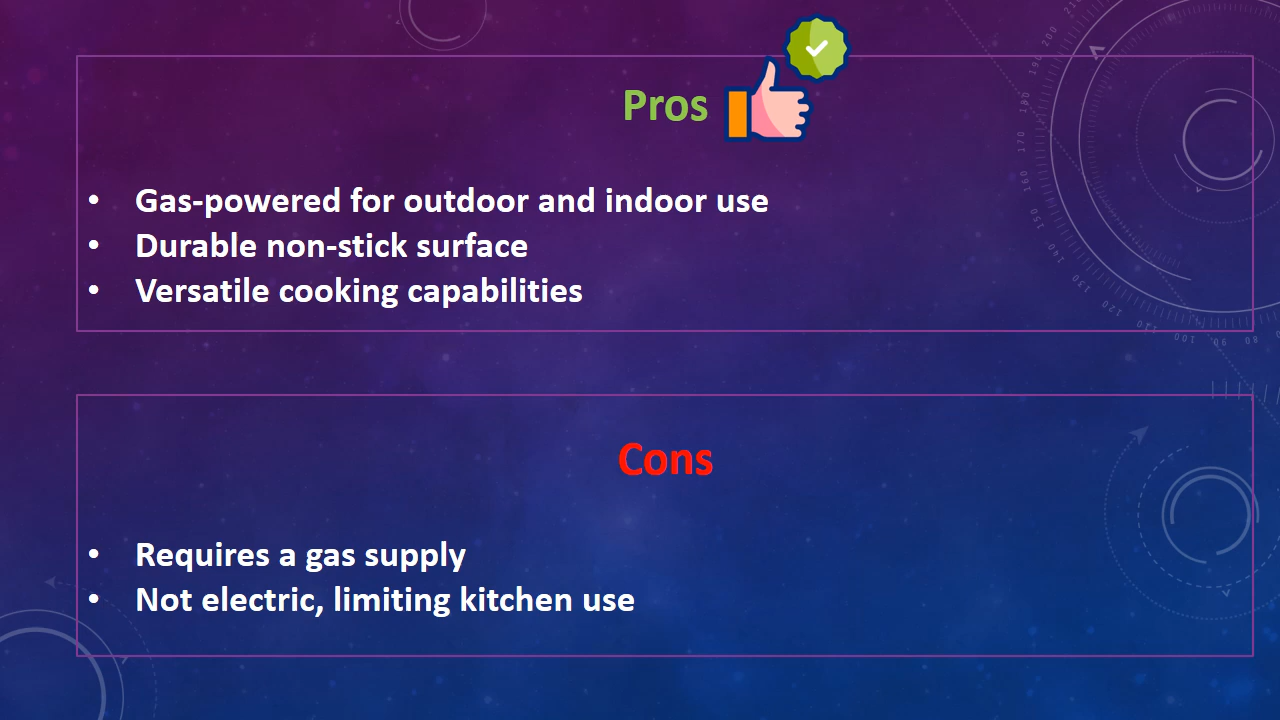 Pros
• Gas-powered for outdoor and indoor use
• Durable non-stick surface
• Versatile cooking capabilities
Cons
• Requires a gas supply
• Not electric, limiting kitchen use